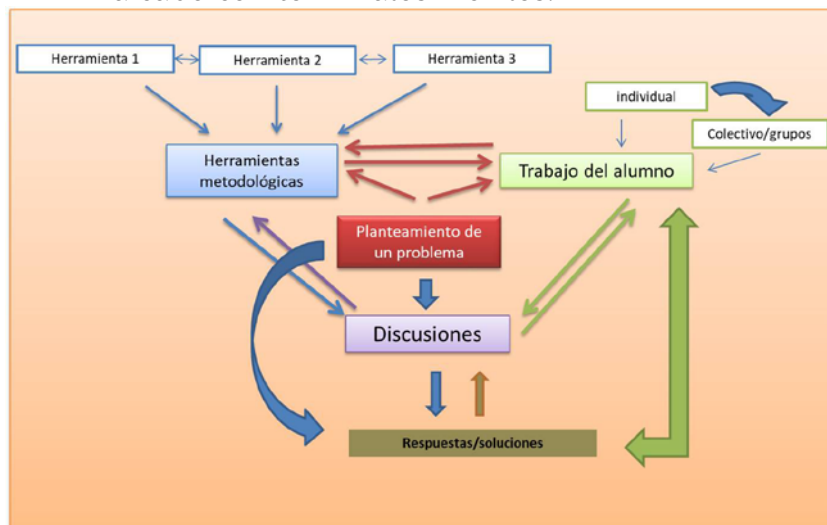 Herramienta 1
Herramienta 2
Herramienta 3
individual
Colectivo/grupos
Herramientas
metodológicas
Trabajo del alumno
Planteamiento de
un problema
Discusiones
Respuestas/soluciones